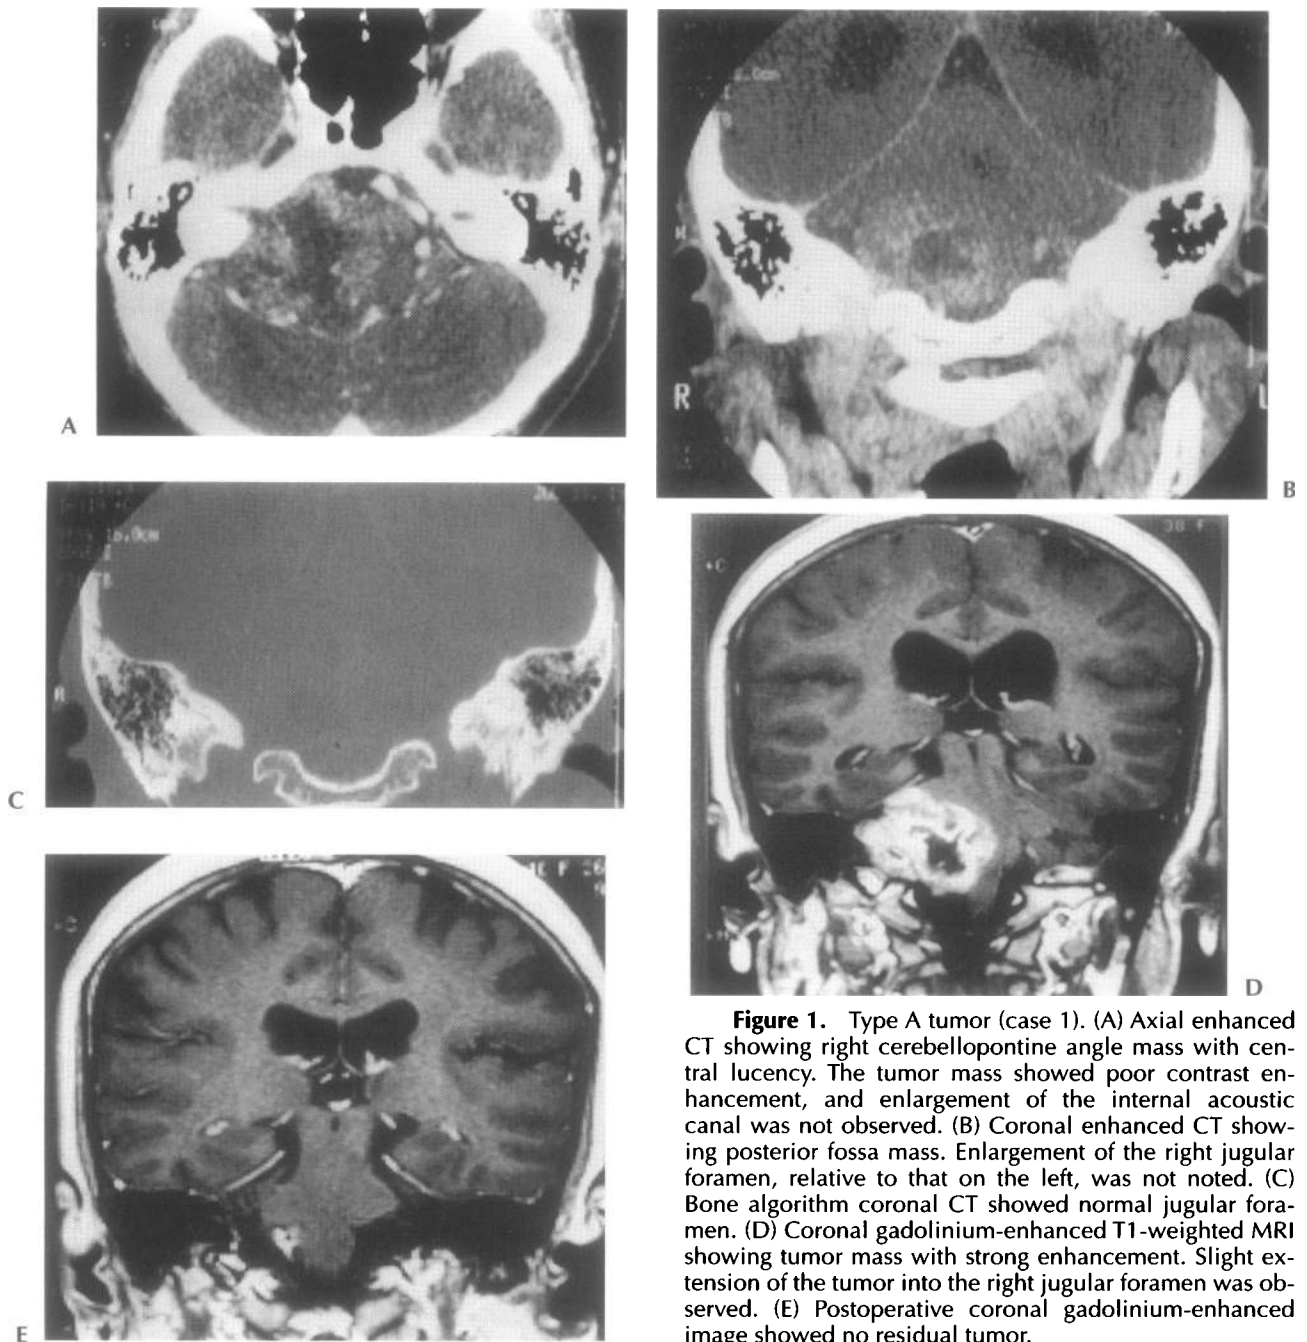 A
R
L
B
R
16.0cm
C
38 F
+C
D
E
Figure 1. Type A tumor (case 1). (A) Axial enhanced
CT showing right cerebellopontine angle mass with cen-
tral lucency. The tumor mass showed poor contrast en-
hancement, and enlargement of the internal acoustic
canal was not observed. (B) Coronal enhanced CT show-
ing posterior fossa mass. Enlargement of the right jugular
foramen, relative to that on the left, was not noted. (C)
Bone algorithm coronal CT showed normal jugular fora-
men. (D) Coronal gadolinium-enhanced T1-weighted MRI
showing tumor mass with strong enhancement. Slight ex-
tension of the tumor into the right jugular foramen was ob-
served. (E) Postoperative coronal gadolinium-enhanced
image showed no residual tumor.